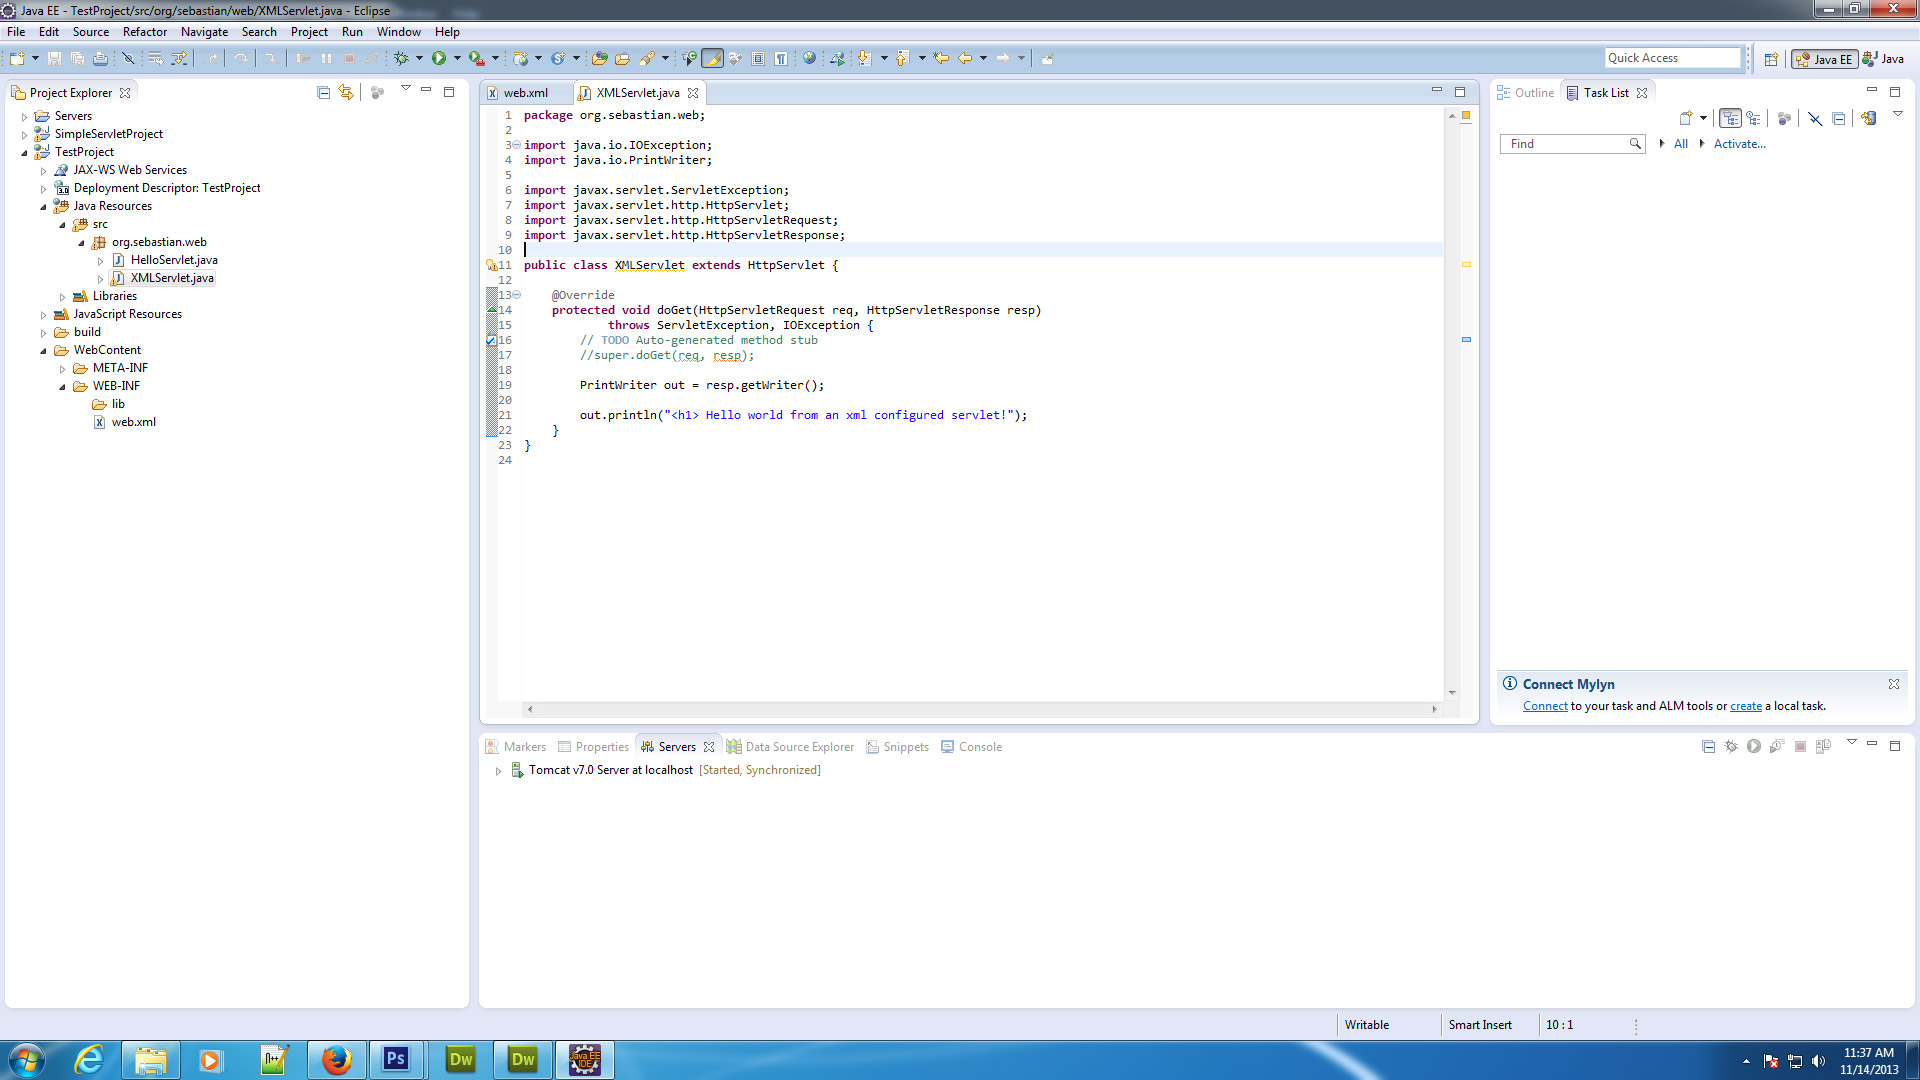 Java EE - TestProject/src/org/sebastian/web/XMLServlet.java - Eclipse
File Edit Source Refactor Navigate Search Project Run Window Help
Quick Access
Java EE
Java
Project Explorer
Servers
SimpleServletProject
TestProject
JAX-WS Web Services
Deployment Descriptor: TestProject
Java Resources
src
org.sebastian.web
HelloServlet.java
XMLServlet.java
Libraries
JavaScript Resources
build
WebContent
META-INF
WEB-INF
lib
web.xml
web.xml
XMLServlet.java
1 package org.sebastian.web;
2
3 import java.io.IOException;
4 import java.io.PrintWriter;
5
6 import javax.servlet.ServletException;
7 import javax.servlet.http.HttpServlet;
8 import javax.servlet.http.HttpServletRequest;
9 import javax.servlet.http.HttpServletResponse;
10
11 public class XMLServlet extends HttpServlet {
12
13 @Override
14 protected void doGet(HttpServletRequest req, HttpServletResponse resp)
15 throws ServletException, IOException {
16 // TODO Auto-generated method stub
17 //super.doGet(req, resp);
18
19 PrintWriter out = resp.getWriter();
20
21 out.println("<h1> Hello world from an xml configured servlet!");
22 }
23 }
24
Outline
Task List
Find
All
Activate...
Connect Mylyn
Connect to your task and ALM tools or create a local task.
Markers Properties Servers Data Source Explorer Snippets Console
Tomcat v7.0 Server at localhost [Started, Synchronized]
Writable
Smart Insert
10 : 1
Ps
Dw
Dw
Java EE
IDE
11:37 AM
11/14/2013